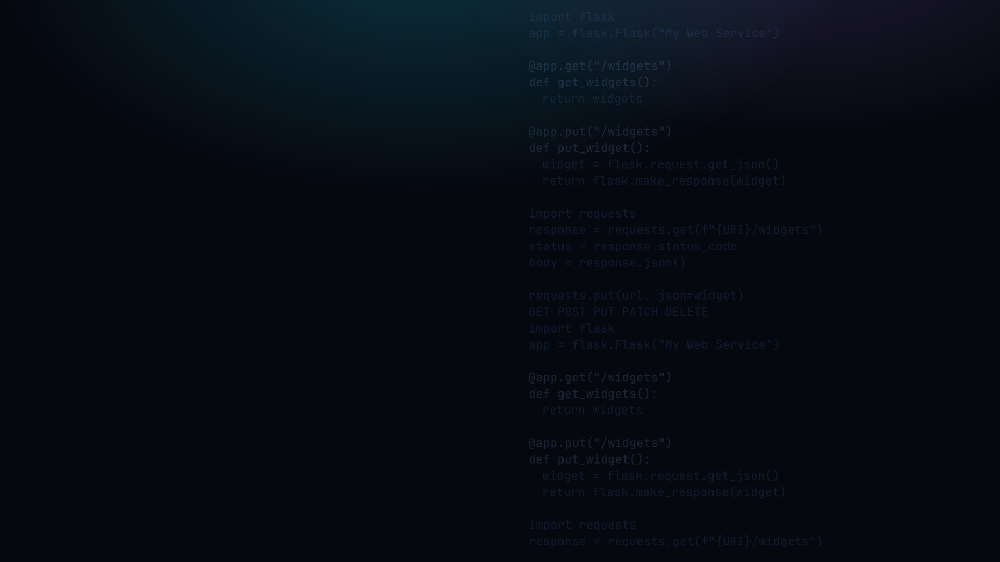 import flask
app = flask.Flask("My Web Service")

@app.get("/widgets")
def get_widgets():
  return widgets

@app.put("/widgets")
def put_widget():
  widget = flask.request.get_json()
  return flask.make_response(widget)

import requests
response = requests.get(f"{URI}/widgets")
status = response.status_code
body = response.json()

requests.put(url, json=widget)
GET POST PUT PATCH DELETE
import flask
app = flask.Flask("My Web Service")

@app.get("/widgets")
def get_widgets():
  return widgets

@app.put("/widgets")
def put_widget():
  widget = flask.request.get_json()
  return flask.make_response(widget)

import requests
response = requests.get(f"{URI}/widgets")